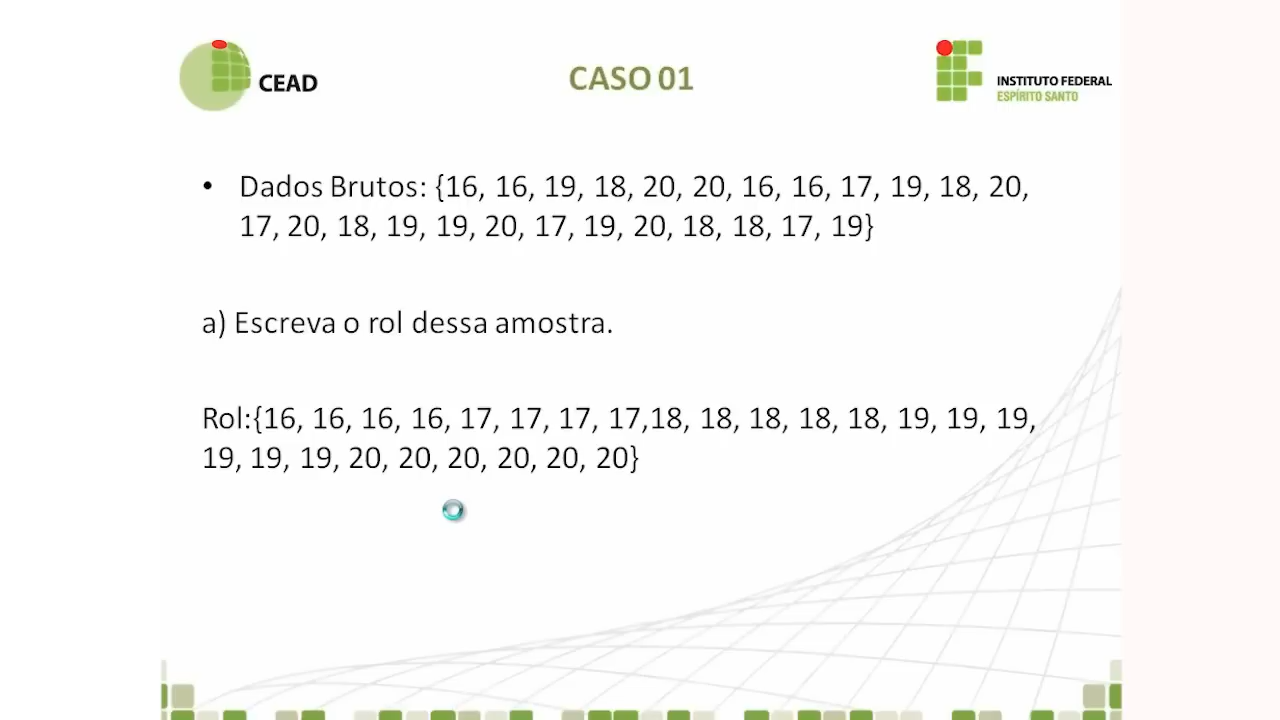 CEAD
CASO 01
INSTITUTO FEDERAL
ESPÍRITO SANTO
• Dados Brutos: {16, 16, 19, 18, 20, 20, 16, 16, 17, 19, 18, 20,
17, 20, 18, 19, 19, 20, 17, 19, 20, 18, 18, 17, 19}
a) Escreva o rol dessa amostra.
Rol:{16, 16, 16, 16, 17, 17, 17, 17,18, 18, 18, 18, 18, 19, 19, 19,
19, 19, 19, 20, 20, 20, 20, 20, 20}